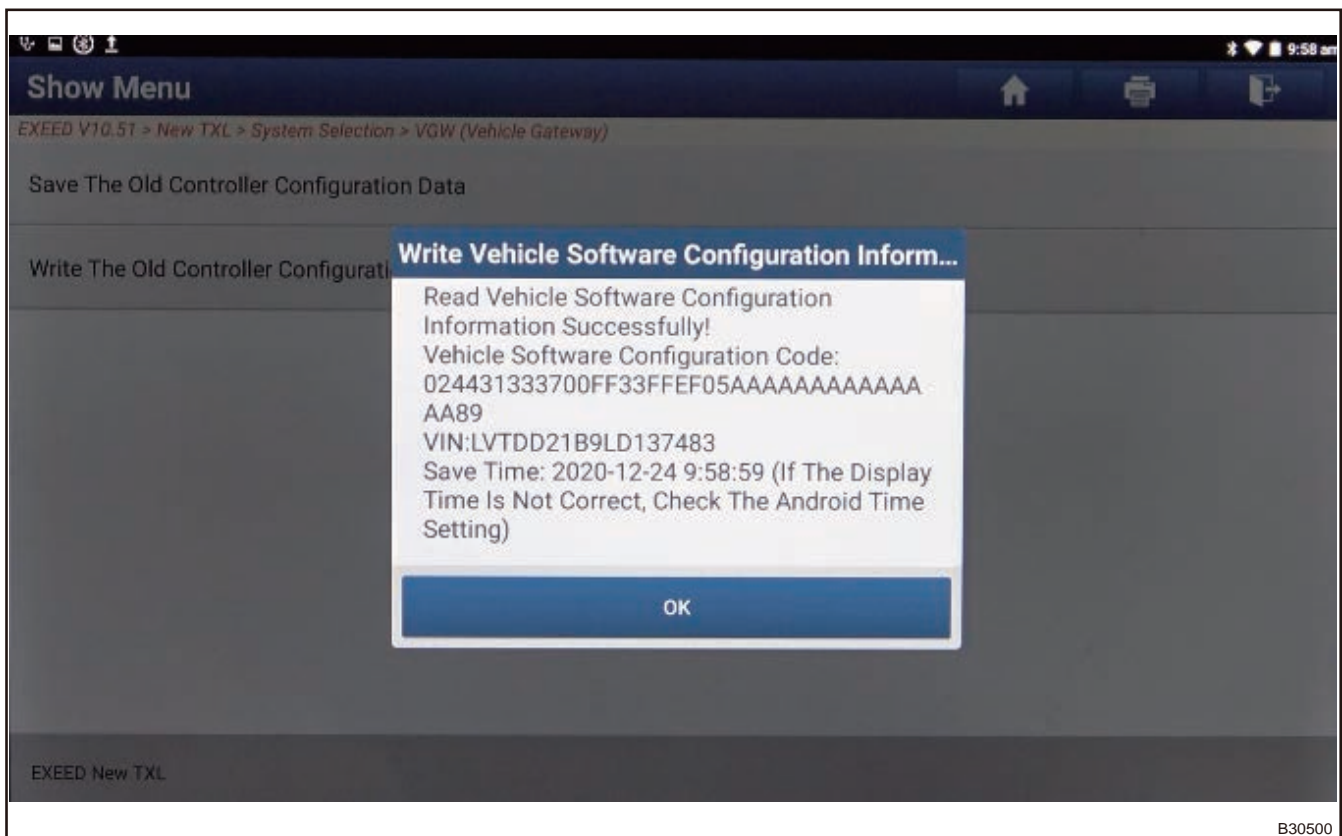 9:58 am
Show Menu
EXEED V10.51 > New TXL > System Selection > VGW (Vehicle Gateway)
Save The Old Controller Configuration Data
Write The Old Controller Configurati
Write Vehicle Software Configuration Inform...
Read Vehicle Software Configuration
Information Successfully!
Vehicle Software Configuration Code:
024431333700FF33FFEF05AAAAAAAAAAAA
AA89
VIN:LVTDD21B9LD137483
Save Time: 2020-12-24 9:58:59 (If The Display
Time Is Not Correct, Check The Android Time
Setting)
OK
EXEED New TXL
B30500